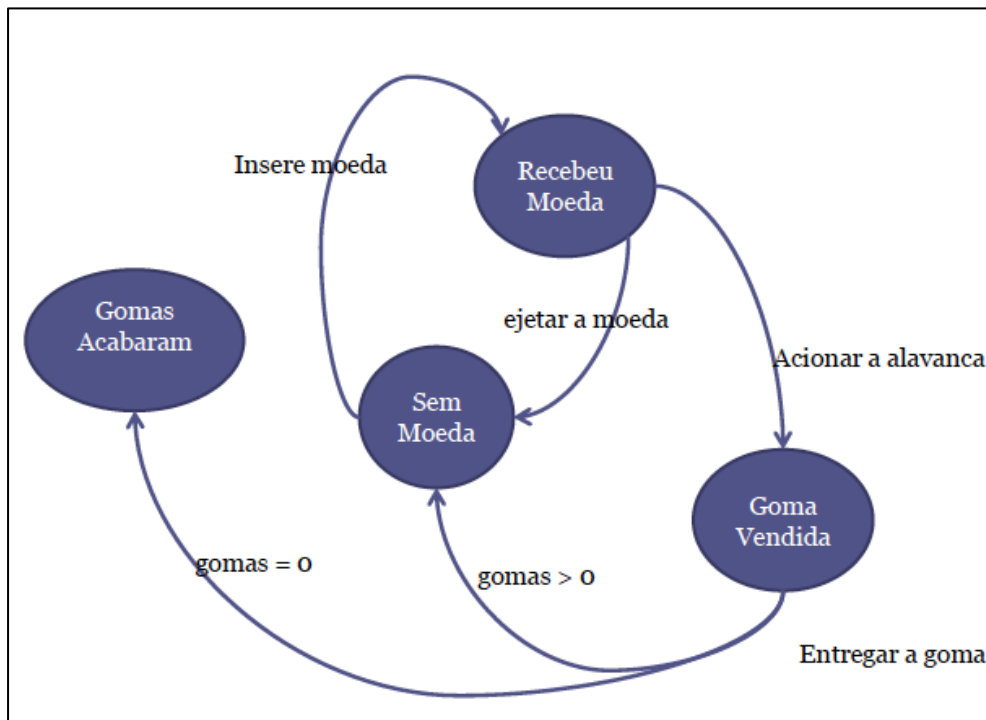 Insere moeda
Recebeu
Moeda
Gomas
Acabaram
ejetar a moeda
Acionar a alavanca
Sem
Moeda
Goma
Vendida
gomas = 0
gomas > 0
Entregar a goma